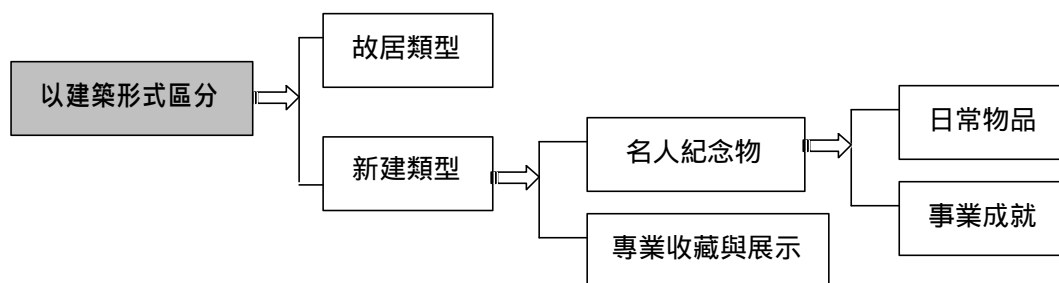 以建築形式區分
故居類型
新建類型
名人紀念物
專業收藏與展示
日常物品
事業成就